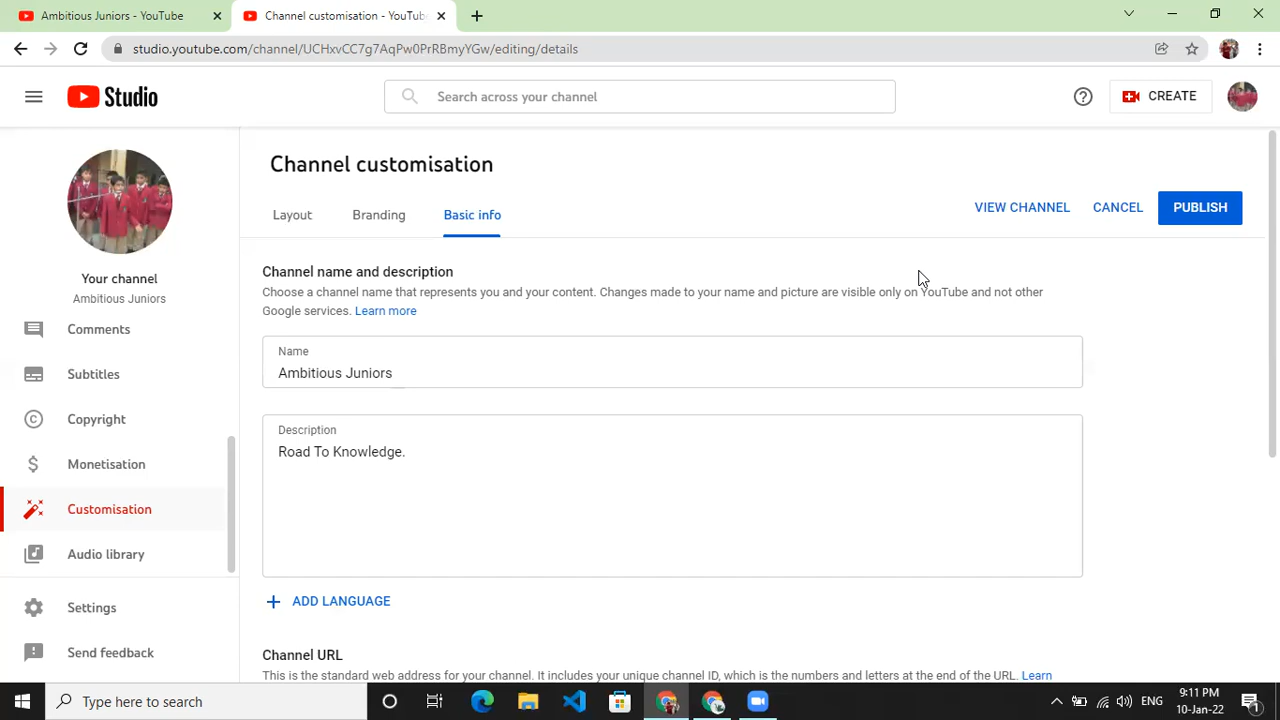 Ambitious Juniors - YouTube
Channel customisation - YouTu
studio.youtube.com/channel/UCHxvCC7g7AqPw0PrRBmyYGw/editing/details
Studio
Search across your channel
CREATE
Channel customisation
Layout
Branding
Basic info
VIEW CHANNEL
CANCEL
PUBLISH
Your channel
Ambitious Juniors
Comments
Subtitles
Copyright
Monetisation
Customisation
Audio library
Settings
Send feedback
Channel name and description
Choose a channel name that represents you and your content. Changes made to your name and picture are visible only on YouTube and not other
Google services. Learn more
Name
Ambitious Juniors
Description
Road To Knowledge.
ADD LANGUAGE
Channel URL
This is the standard web address for your channel. It includes your unique channel ID, which is the numbers and letters at the end of the URL. Learn
Type here to search
ENG
9:11 PM
10-Jan-22
1